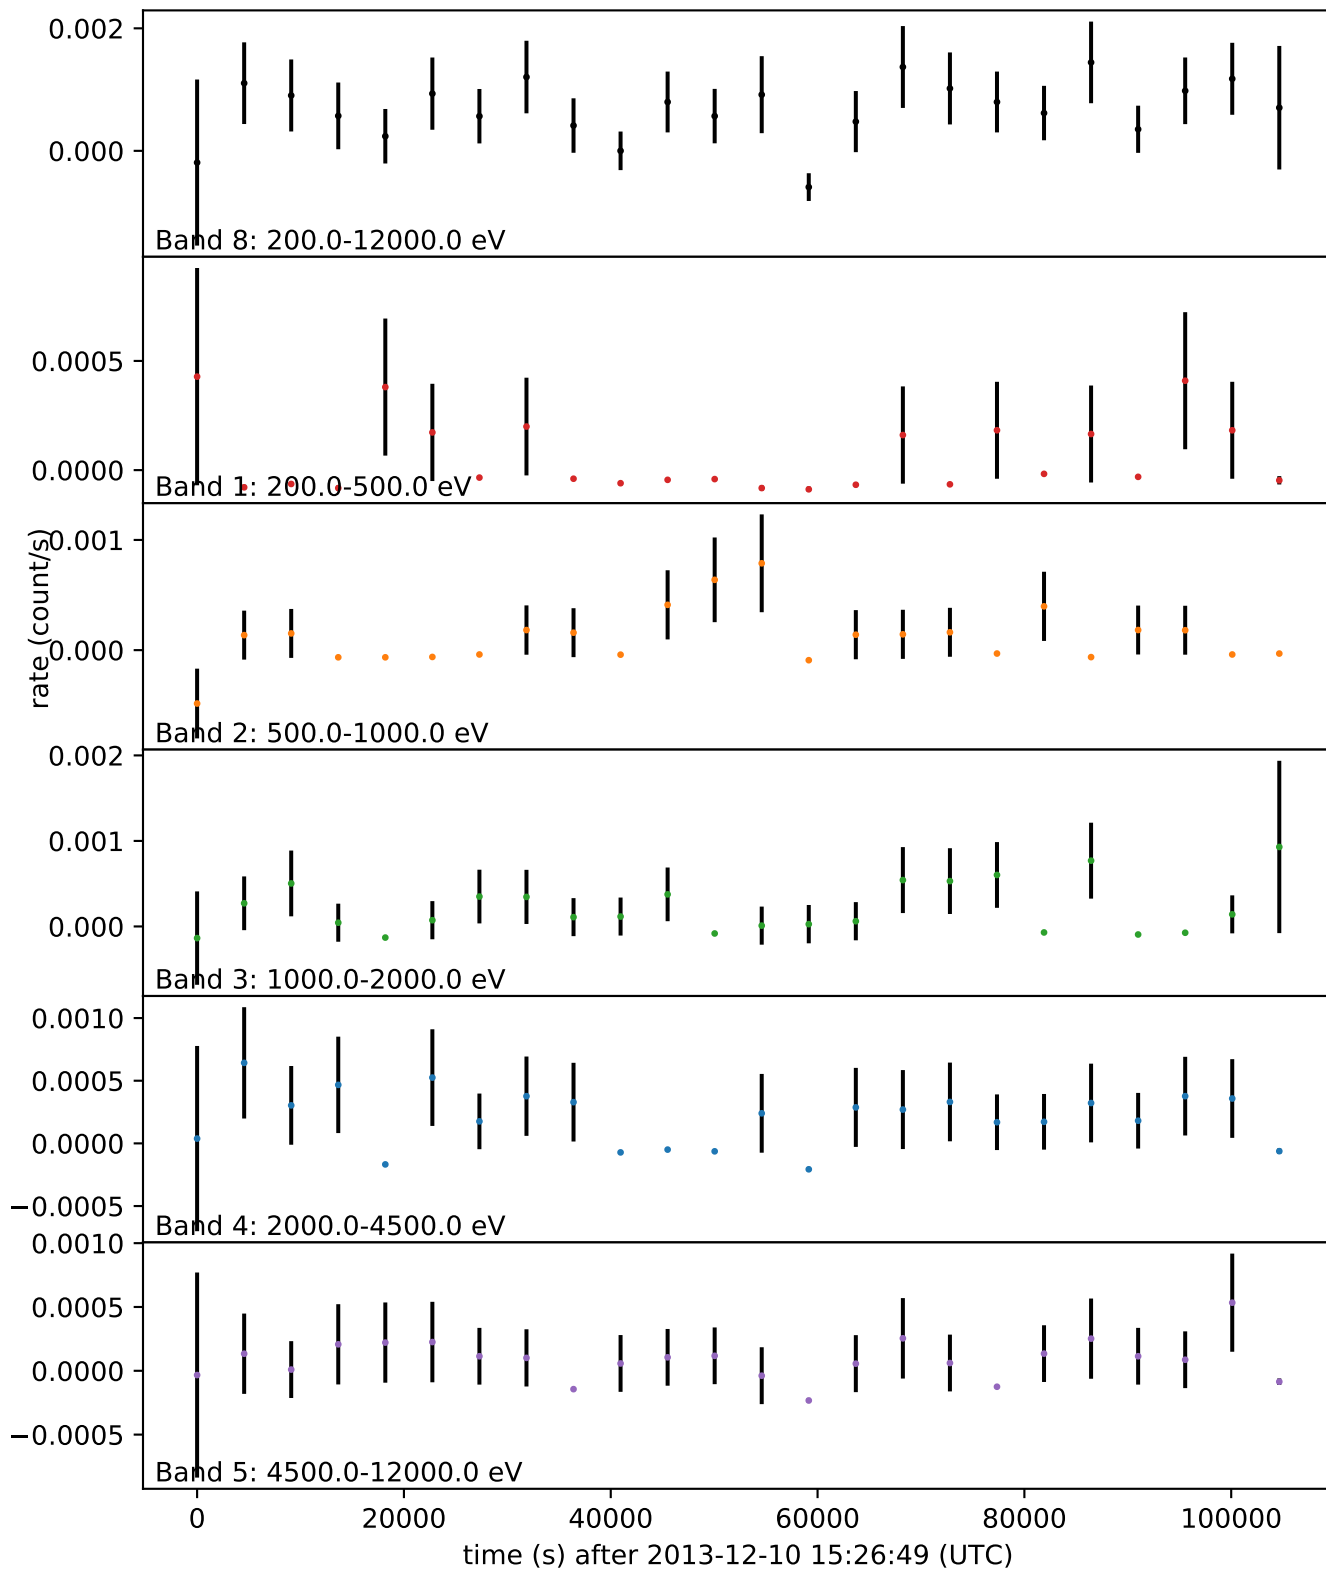 0.002
0.000
Band 8: 200.0-12000.0 eV
0.0005
0.0000
Band 1: 200.0-500.0 eV
rate (count/s)
0.001
0.000
Band 2: 500.0-1000.0 eV
0.002
0.001
0.000
Band 3: 1000.0-2000.0 eV
0.0010
0.0005
0.0000
−0.0005
Band 4: 2000.0-4500.0 eV
0.0010
0.0005
0.0000
−0.0005
Band 5: 4500.0-12000.0 eV
0 20000 40000 60000 80000 100000
time (s) after 2013-12-10 15:26:49 (UTC)